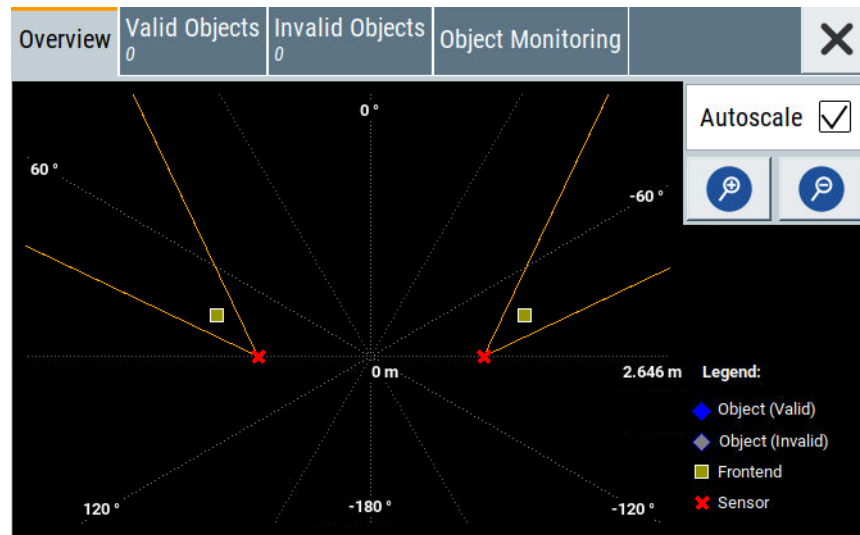 Overview
Valid Objects
0
Invalid Objects
0
Object Monitoring
Autoscale
0 °
60 °
-60 °
0 m
2.646 m
Legend:
Object (Valid)
Object (Invalid)
Frontend
Sensor
120 °
-180 °
-120 °